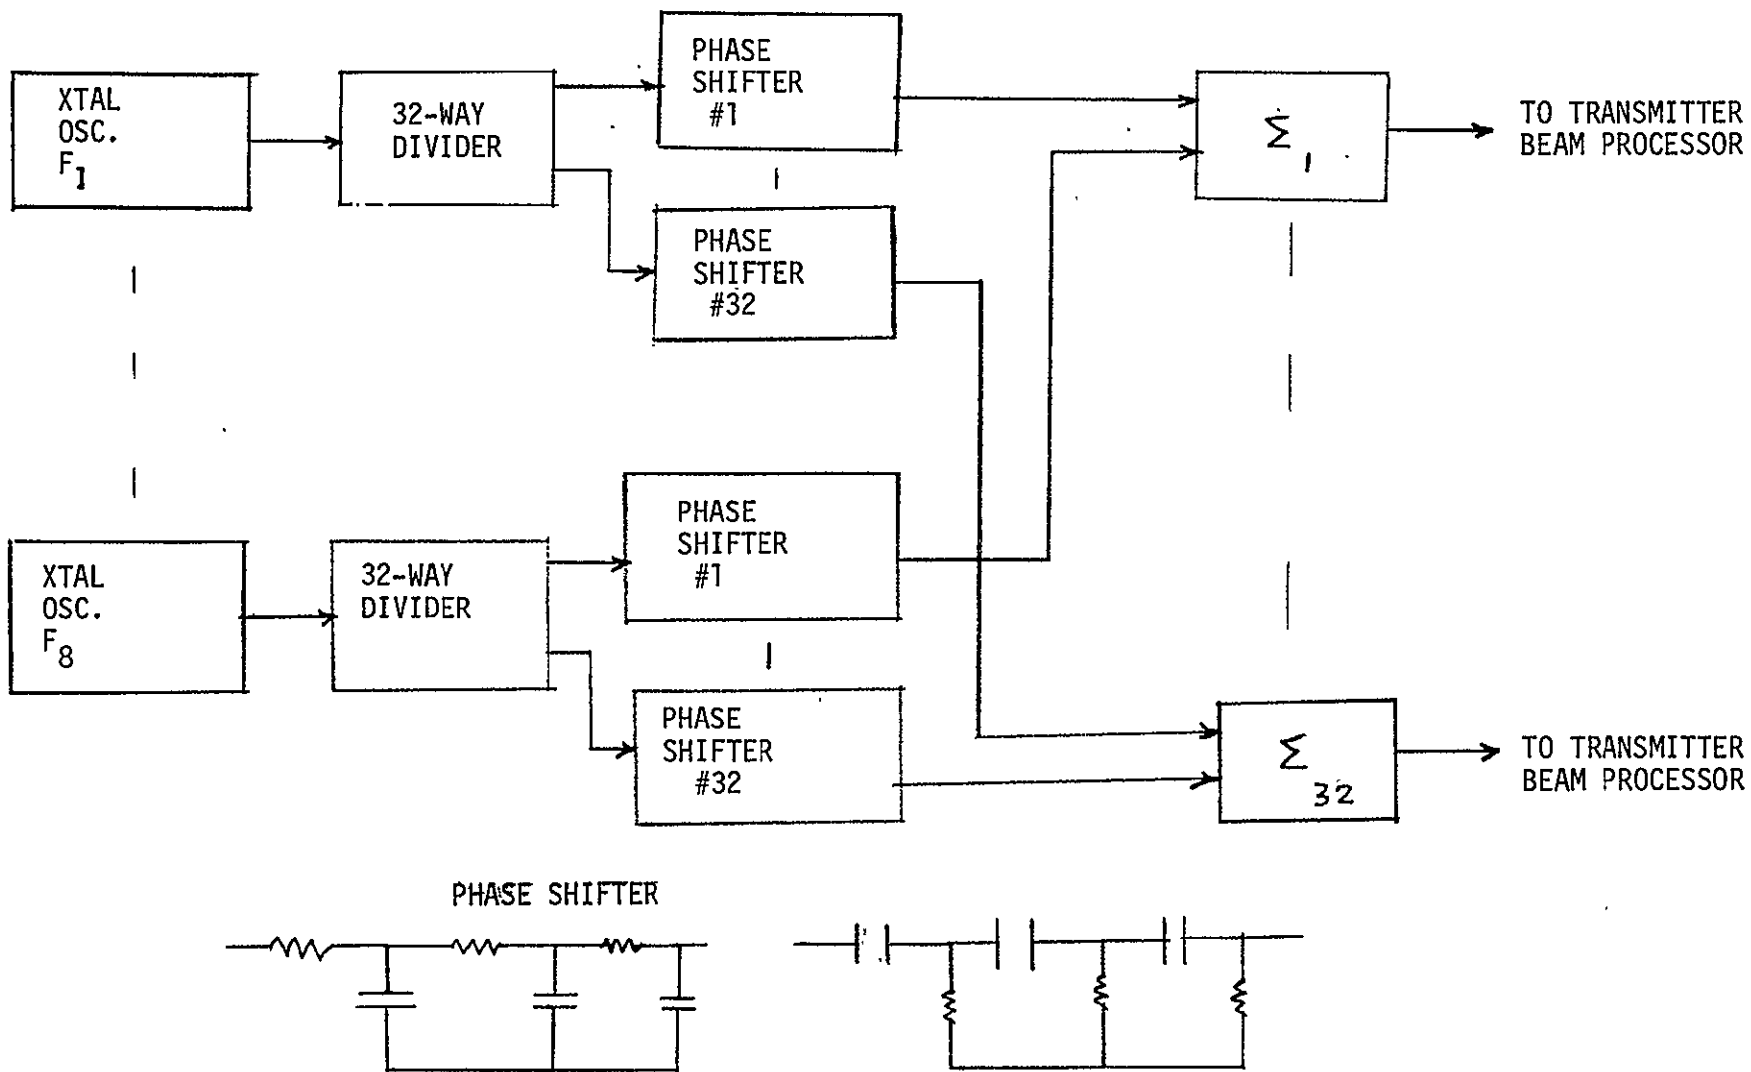 XTAL
OSC.
F1
32-WAY
DIVIDER
PHASE
SHIFTER
#1
Σ1
TO TRANSMITTER
BEAM PROCESSOR
PHASE
SHIFTER
#32
XTAL
OSC.
F8
32-WAY
DIVIDER
PHASE
SHIFTER
#1
PHASE
SHIFTER
#32
Σ32
TO TRANSMITTER
BEAM PROCESSOR
PHASE SHIFTER